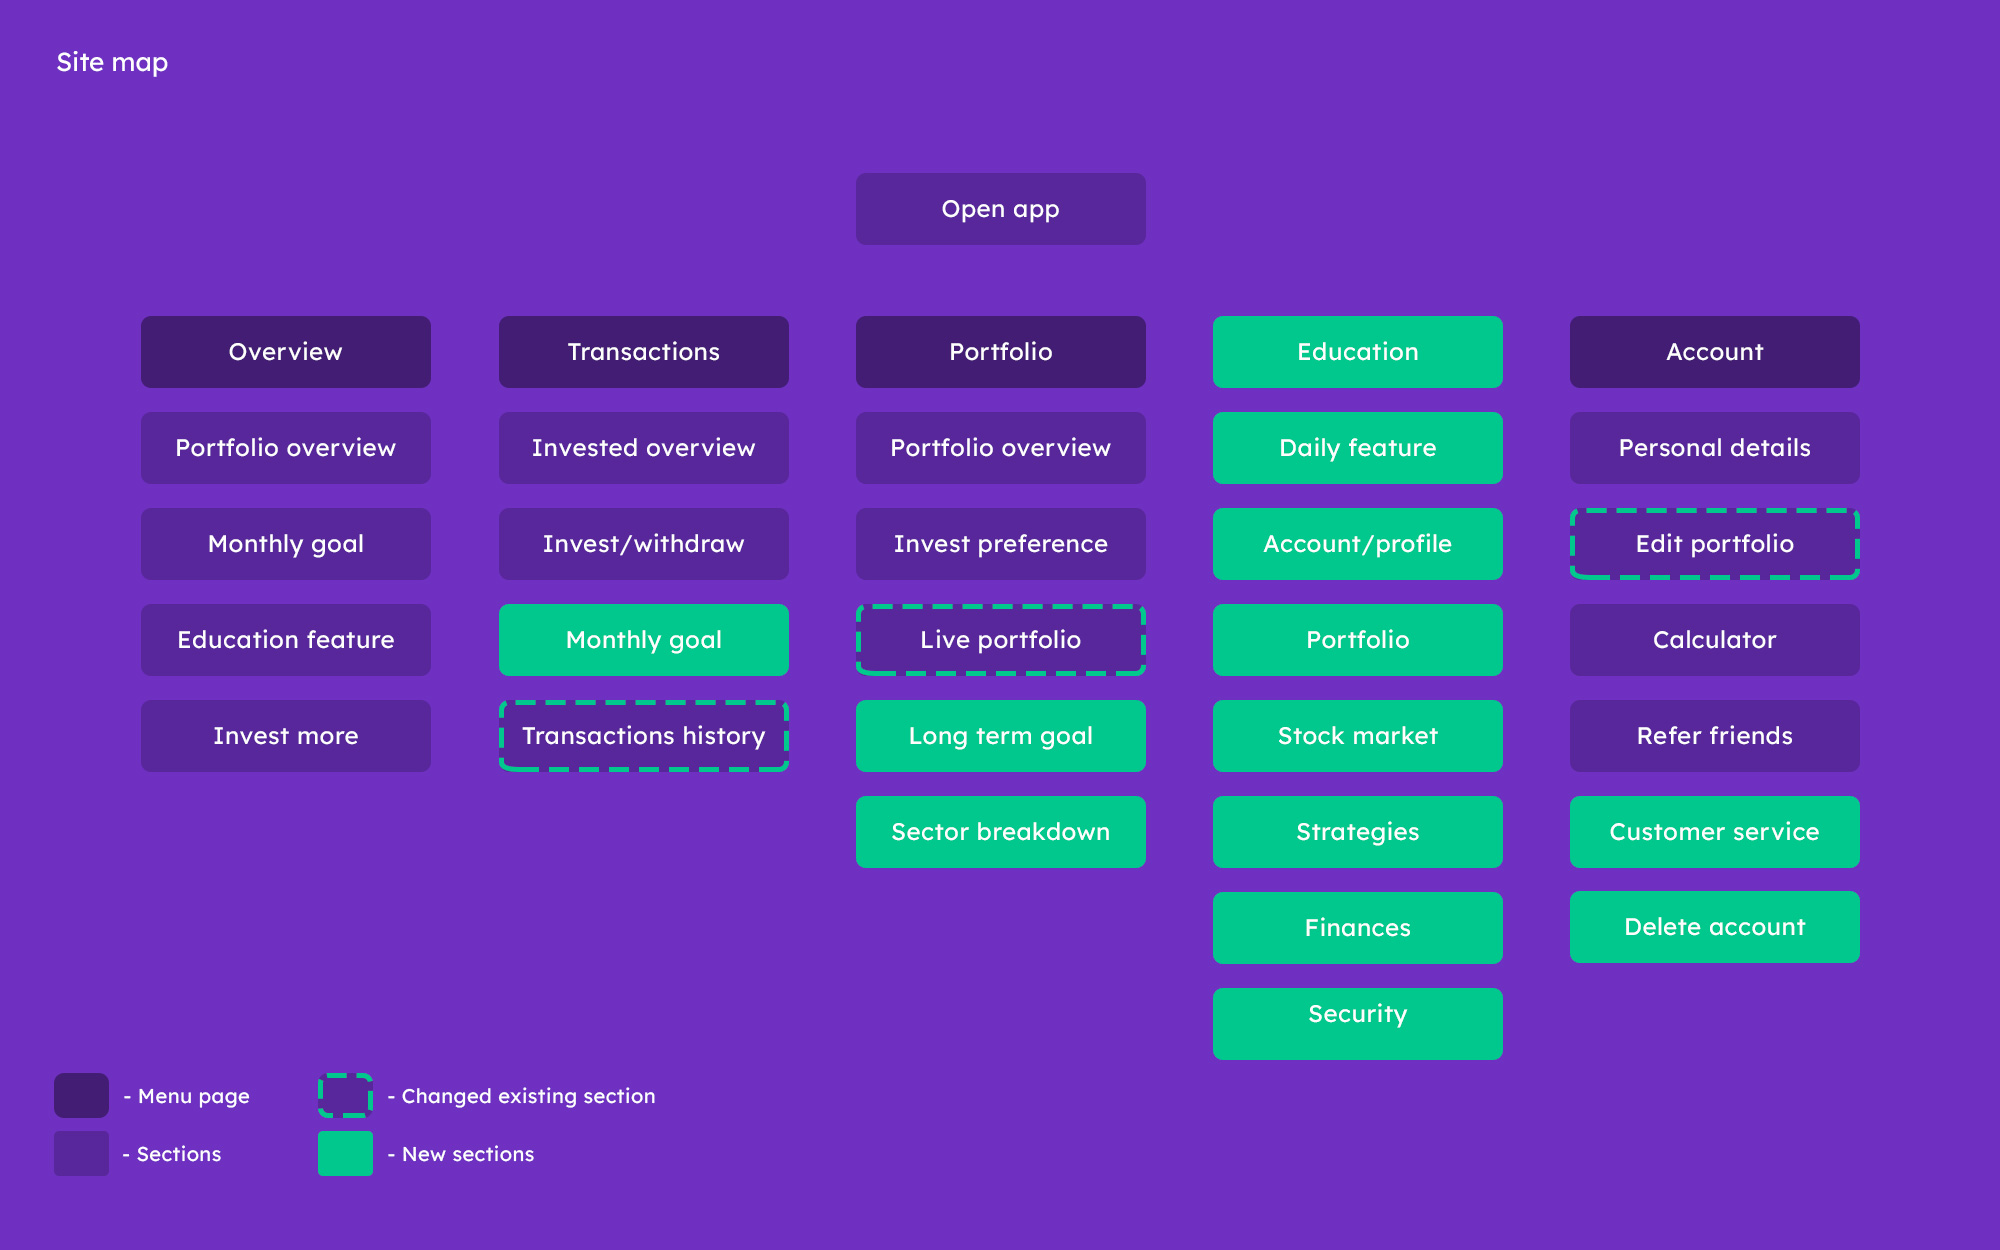 Site map
Open app
Overview
Portfolio overview
Monthly goal
Education feature
Invest more
Transactions
Invested overview
Invest/withdraw
Monthly goal
Transactions history
Portfolio
Portfolio overview
Invest preference
Live portfolio
Long term goal
Sector breakdown
Education
Daily feature
Account/profile
Portfolio
Stock market
Strategies
Finances
Security
Account
Personal details
Edit portfolio
Calculator
Refer friends
Customer service
Delete account
- Menu page
- Sections
- Changed existing section
- New sections